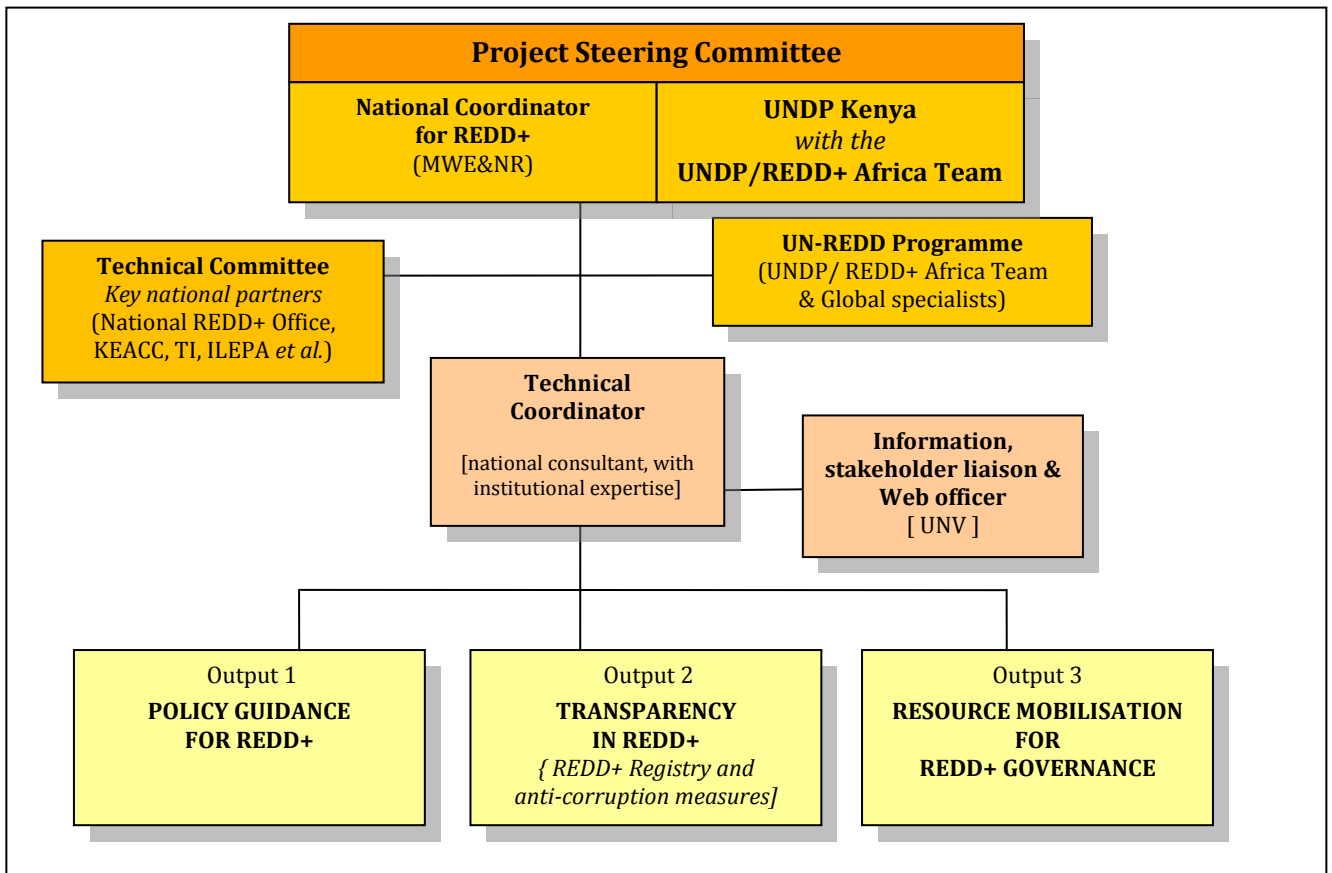 Project Steering Committee
National Coordinator
for REDD+
(MWE&NR)
UNDP Kenya
with the
UNDP/REDD+ Africa Team
Technical Committee
Key national partners
(National REDD+ Office,
KEACC, TI, ILEPA et al.)
UN-REDD Programme
(UNDP/ REDD+ Africa Team
& Global specialists)
Technical
Coordinator
[national consultant, with
institutional expertise]
Information,
stakeholder liaison &
Web officer
[ UNV ]
Output 1
POLICY GUIDANCE
FOR REDD+
Output 2
TRANSPARENCY
IN REDD+
{ REDD+ Registry and
anti-corruption measures]
Output 3
RESOURCE MOBILISATION
FOR
REDD+ GOVERNANCE